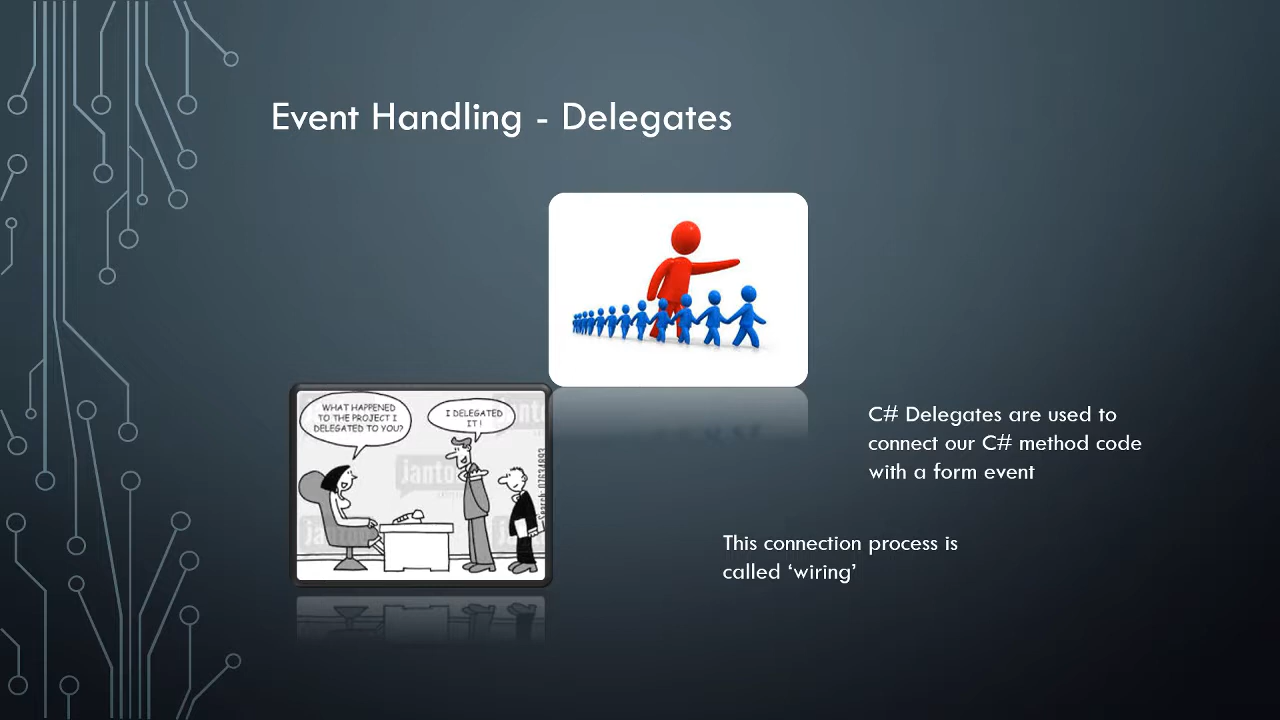 Event Handling - Delegates
WHAT HAPPENED
TO THE PROJECT I
DELEGATED TO YOU?
I DELEGATED
IT!
C# Delegates are used to
connect our C# method code
with a form event
This connection process is
called ‘wiring’